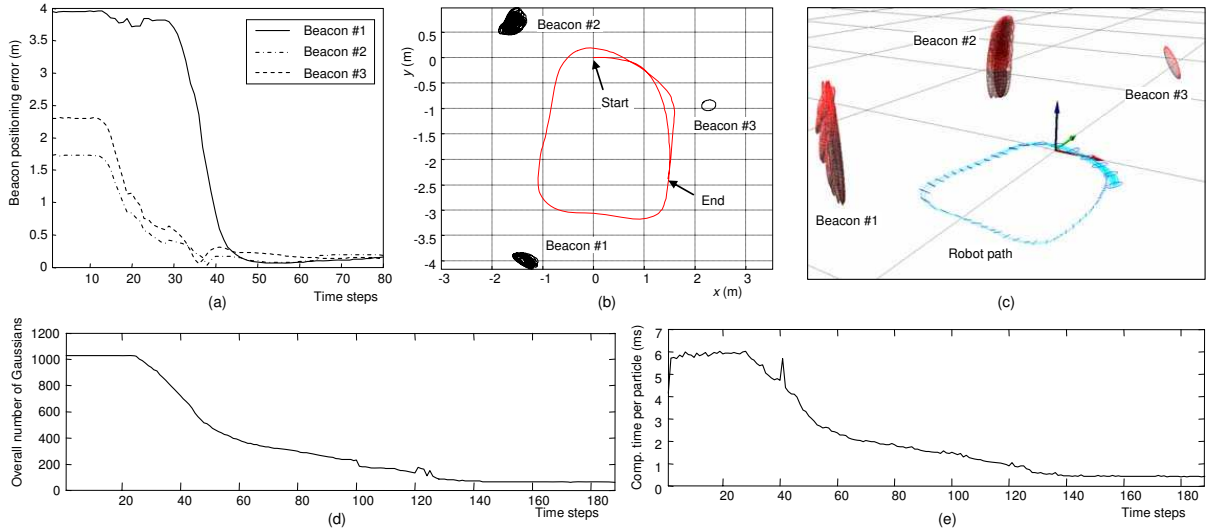 4
3.5
3
2.5
2
1.5
1
0.5
0
Beacon positioning error (m)
Beacon #1
Beacon #2
Beacon #3
10 20 30 40 50 60 70 80
Time steps
(a)
y (m)
0.5
0
-0.5
-1
-1.5
-2
-2.5
-3
-3.5
-4
Beacon #2
Start
Beacon #3
End
Beacon #1
-3 -2 -1 0 1 2 3
x (m)
(b)
Beacon #2
Beacon #3
Beacon #1
Robot path
(c)
Overall number of Gaussians
1200
1000
800
600
400
200
0
20 40 60 80 100 120 140 160
Time steps
(d)
Comp. time per particle (ms)
7
6
5
4
3
2
1
0
20 40 60 80 100 120 140 160
Time steps
(e)